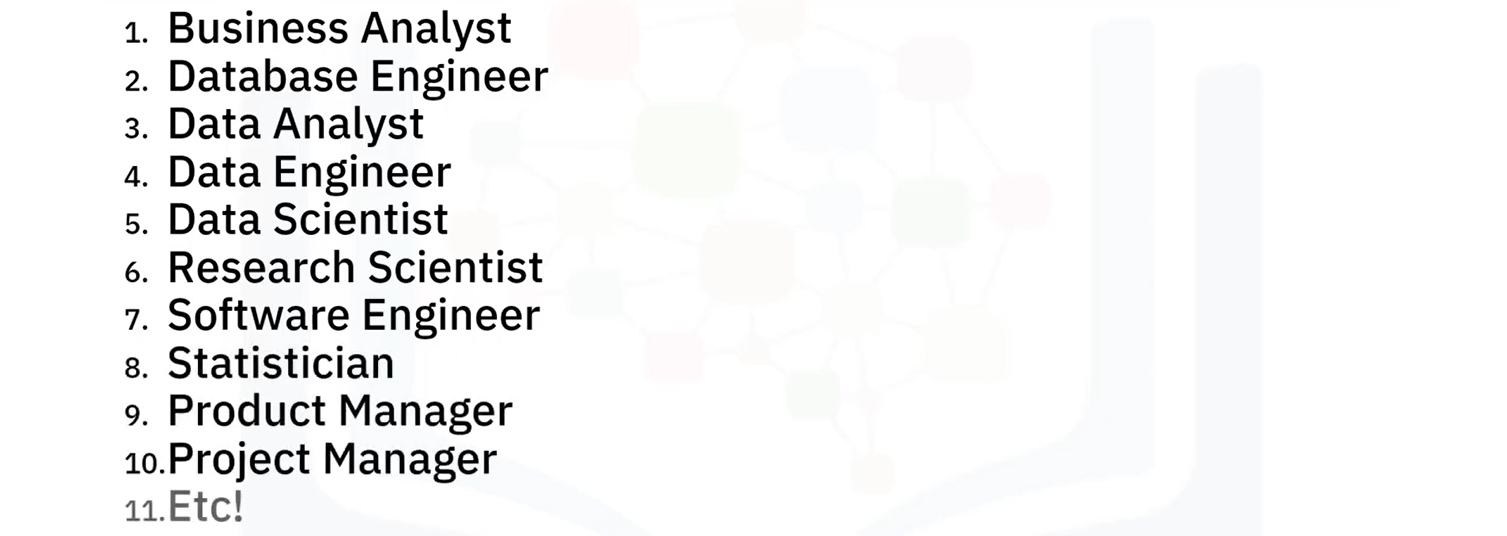 1. Business Analyst
2. Database Engineer
3. Data Analyst
4. Data Engineer
5. Data Scientist
6. Research Scientist
7. Software Engineer
8. Statistician
9. Product Manager
10.Project Manager
11.Etc!